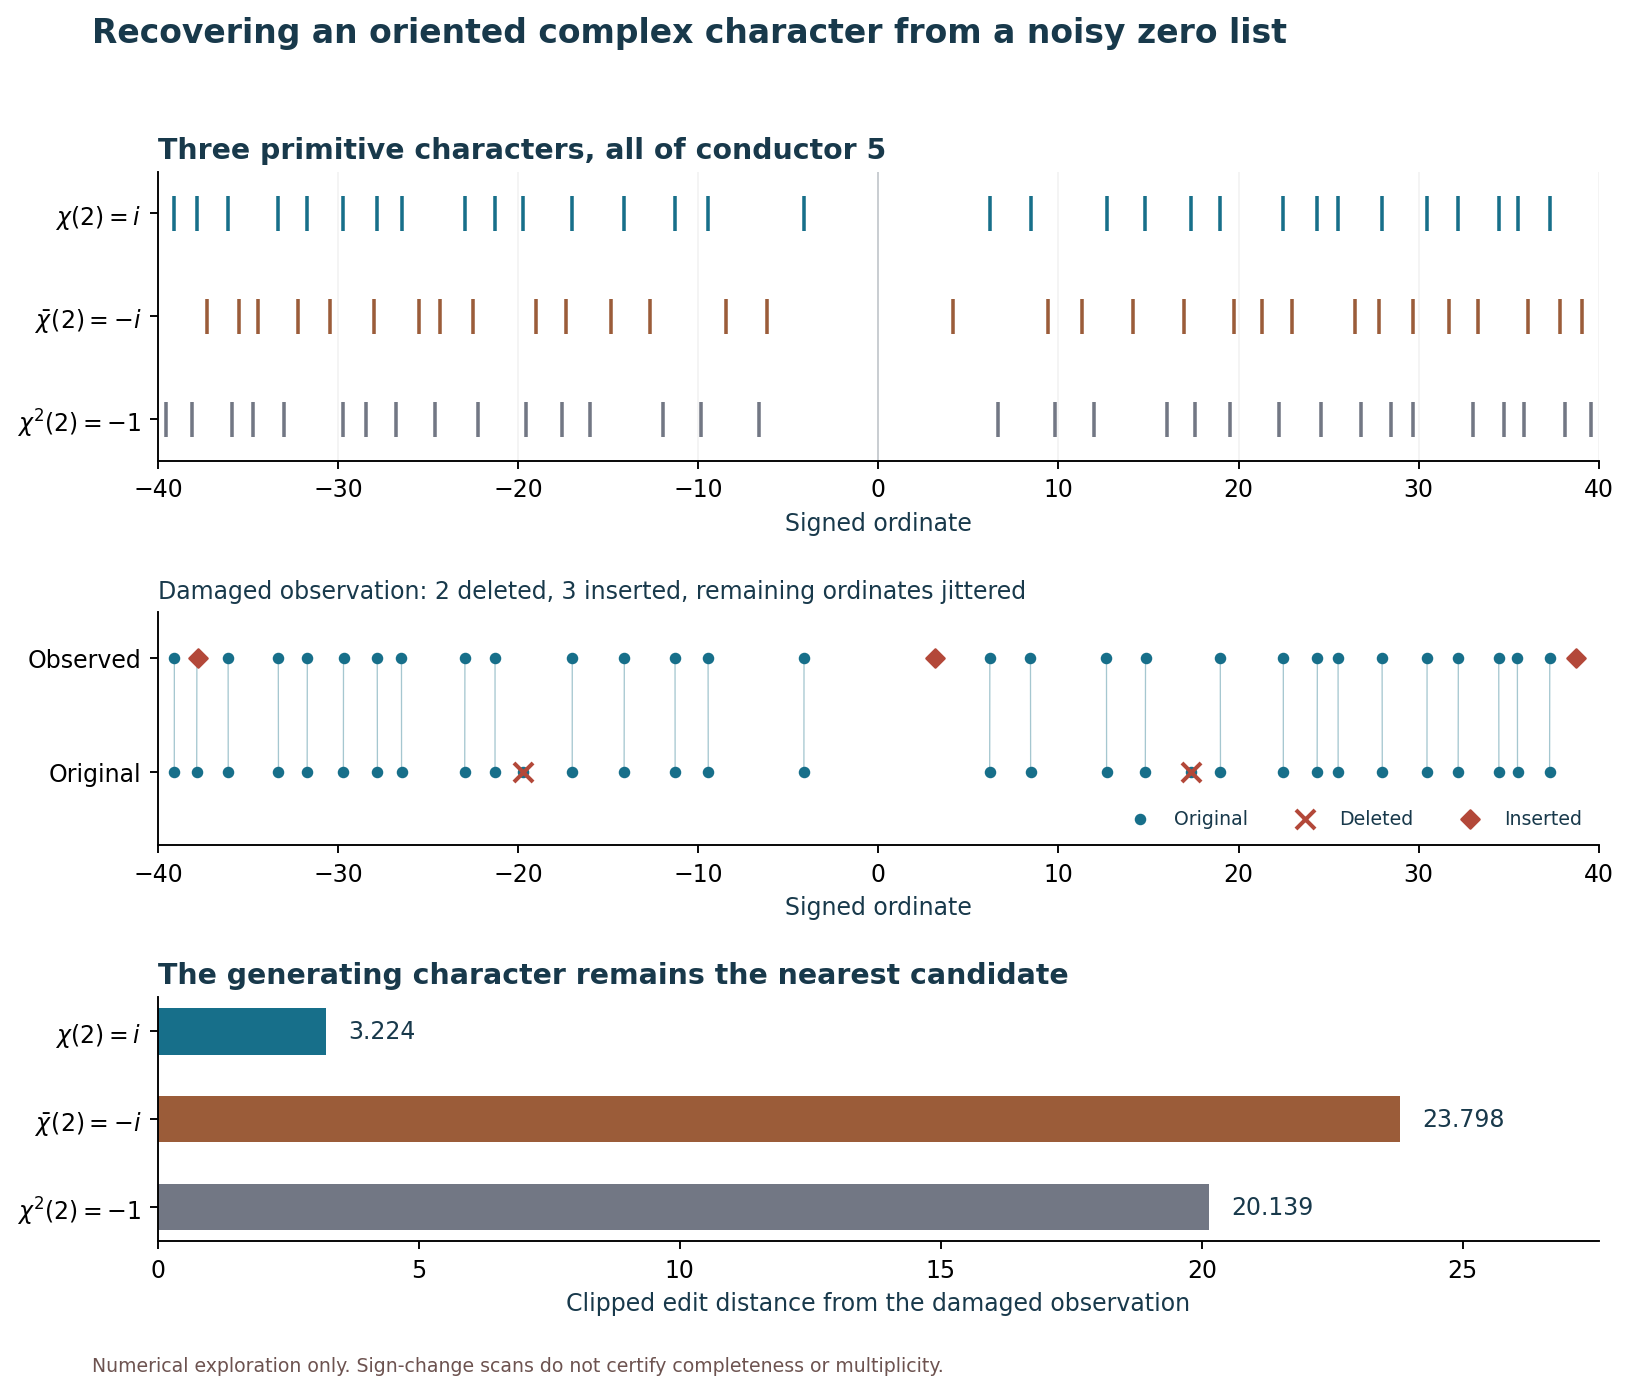 Recovering an oriented complex character from a noisy zero list
Three primitive characters, all of conductor 5
χ(2) = i
χ̄(2) = −i
χ²(2) = −1
−40 −30 −20 −10 0 10 20 30 40
Signed ordinate
Damaged observation: 2 deleted, 3 inserted, remaining ordinates jittered
Observed
Original
Original Deleted Inserted
−40 −30 −20 −10 0 10 20 30 40
Signed ordinate
The generating character remains the nearest candidate
χ(2) = i 3.224
χ̄(2) = −i 23.798
χ²(2) = −1 20.139
0 5 10 15 20 25
Clipped edit distance from the damaged observation
Numerical exploration only. Sign-change scans do not certify completeness or multiplicity.